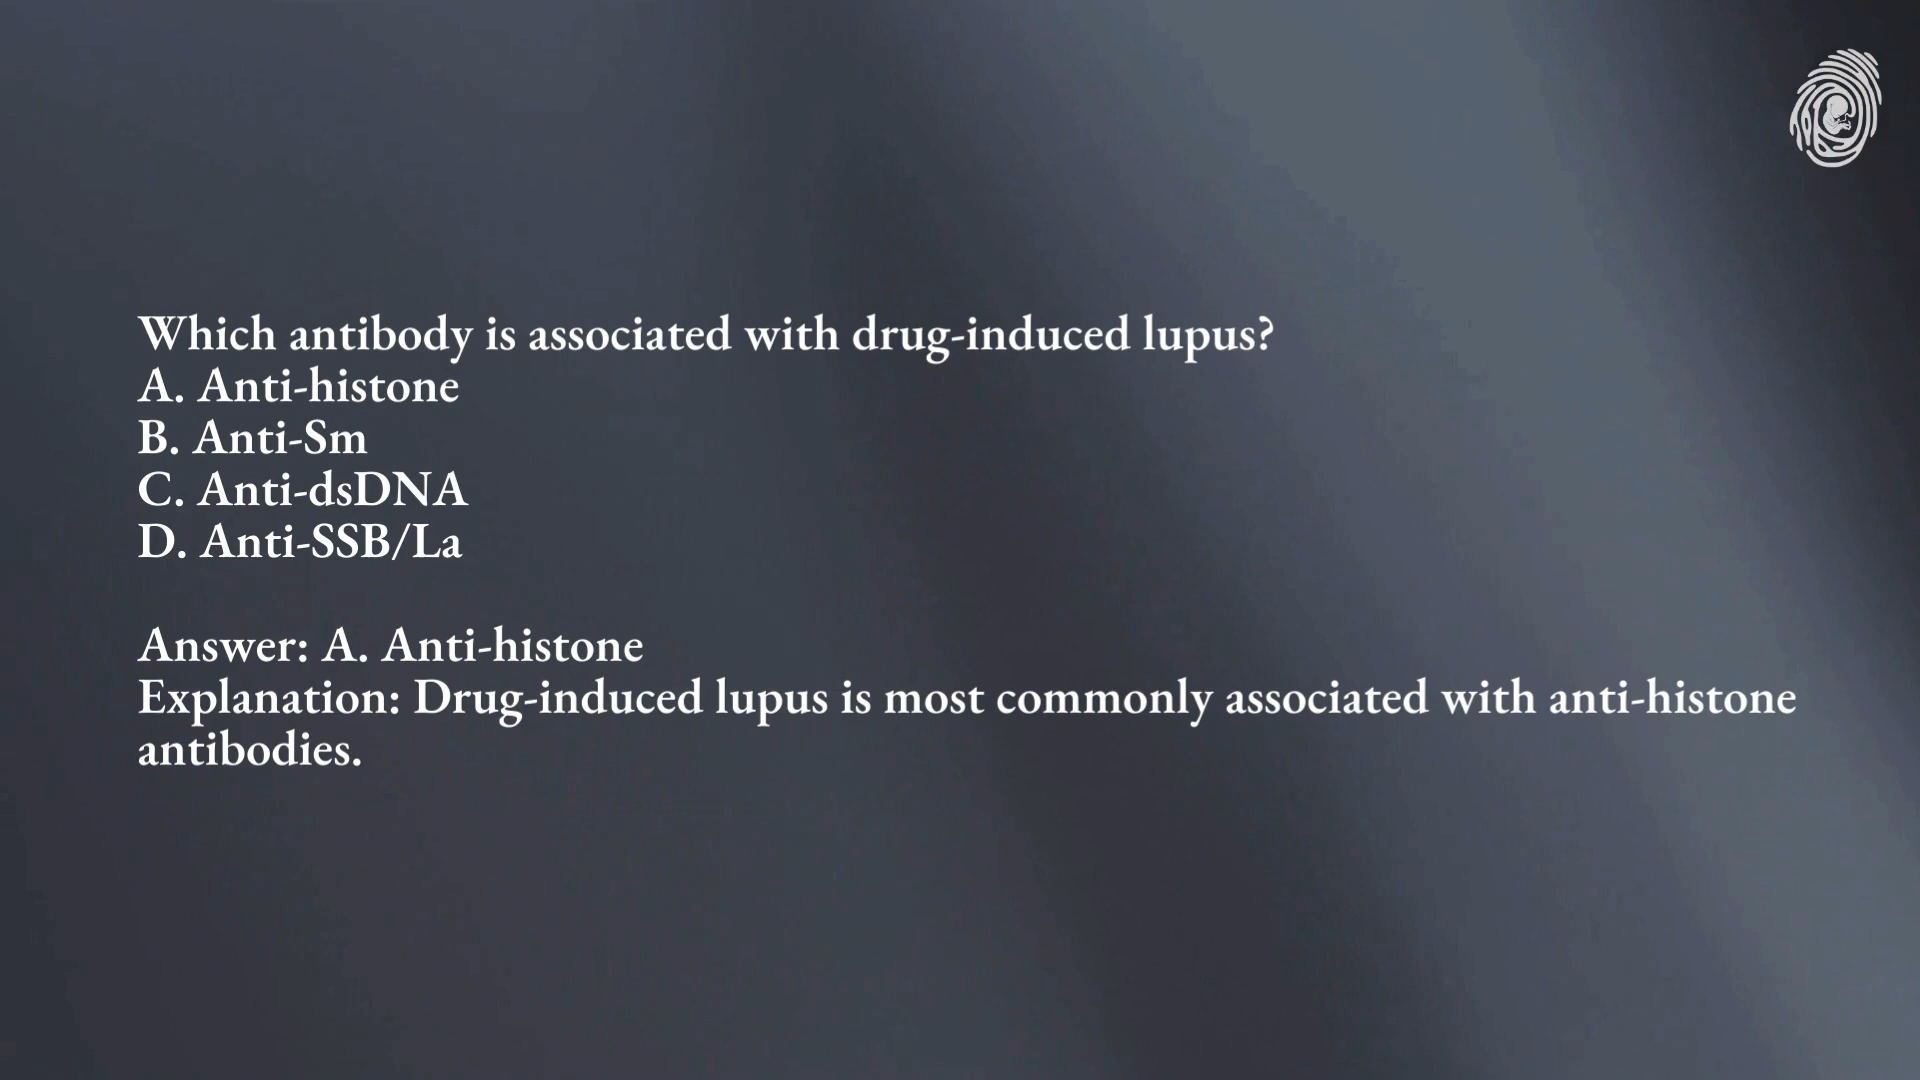 Which antibody is associated with drug-induced lupus?
A. Anti-histone
B. Anti-Sm
C. Anti-dsDNA
D. Anti-SSB/La
Answer: A. Anti-histone
Explanation: Drug-induced lupus is most commonly associated with anti-histone
antibodies.